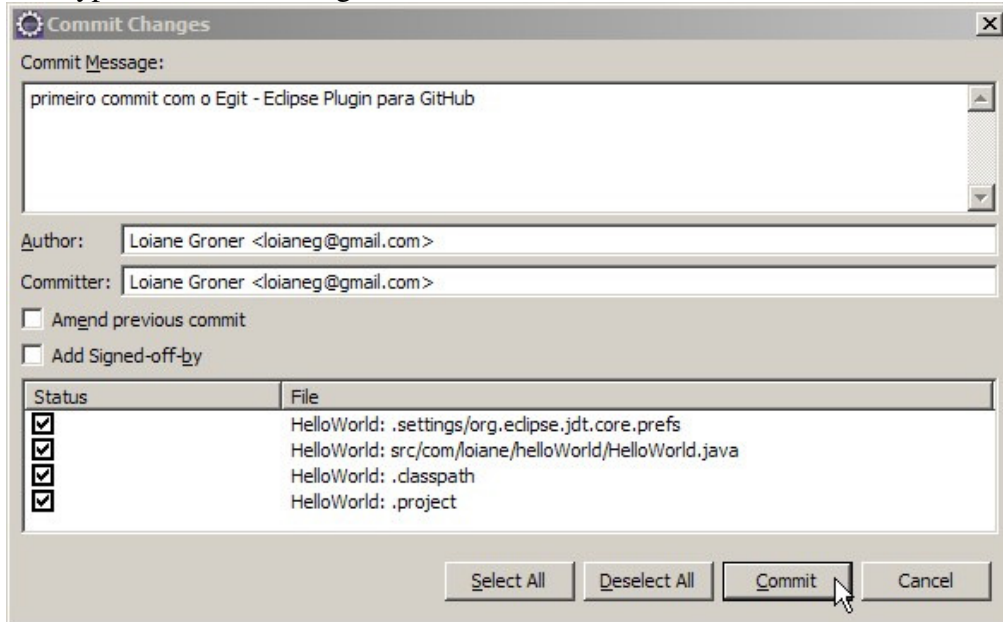 Commit Changes
Commit Message:
primeiro commit com o Egit - Eclipse Plugin para GitHub
Author: Loiane Groner <loianeg@gmail.com>
Committer: Loiane Groner <loianeg@gmail.com>
Amend previous commit
Add Signed-off-by
Status File
HelloWorld: .settings/org.eclipse.jdt.core.prefs
HelloWorld: src/com/loiane/helloWorld/HelloWorld.java
HelloWorld: .classpath
HelloWorld: .project
Select All Deselect All Commit Cancel